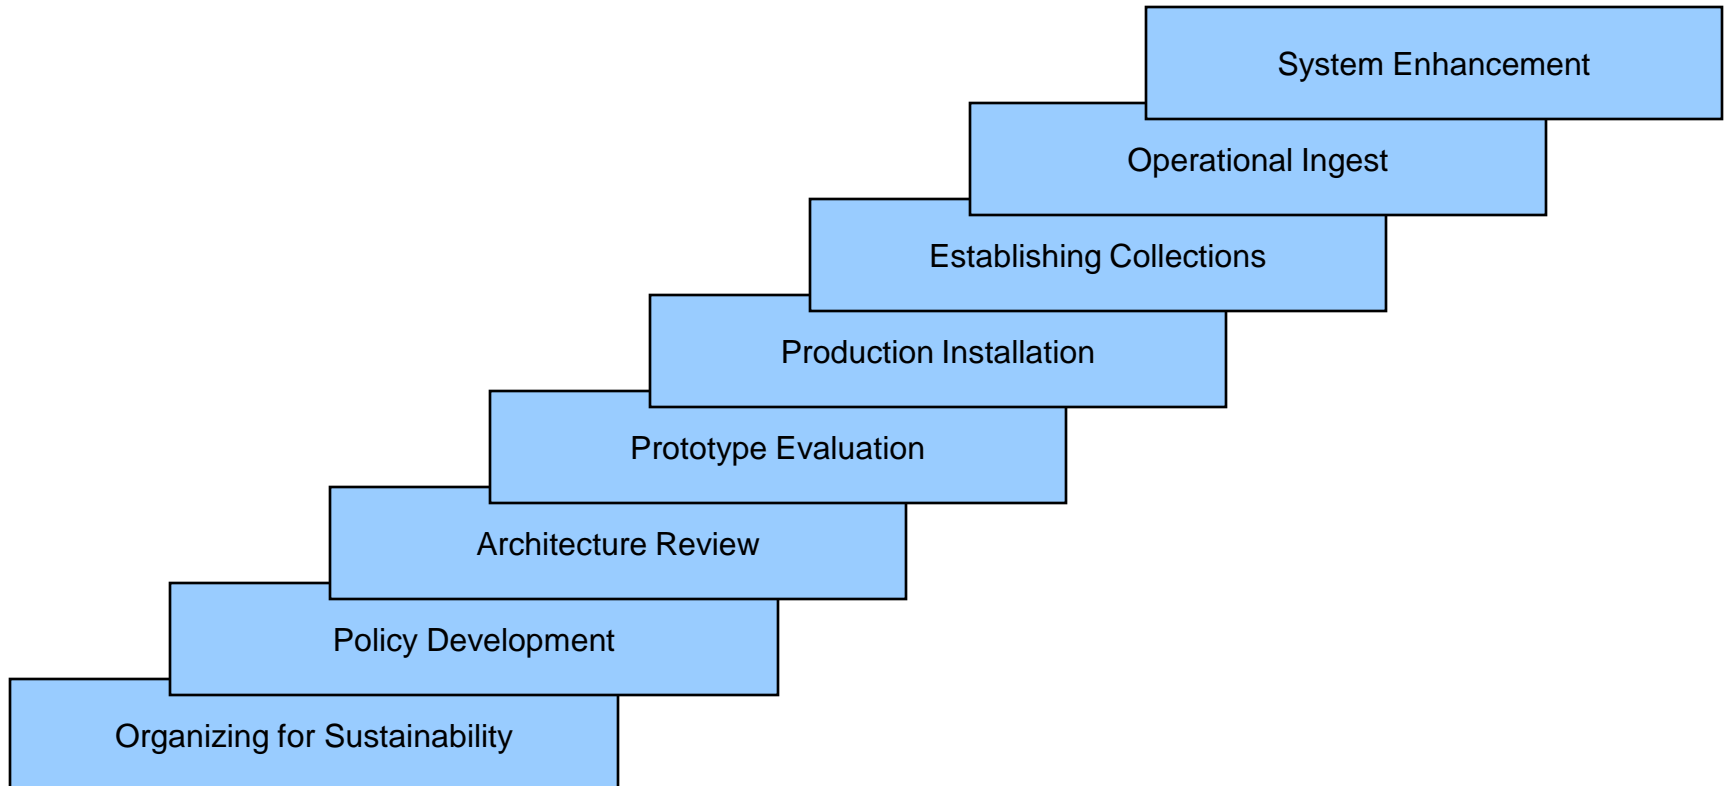 System Enhancement
Operational Ingest
Establishing Collections
Production Installation
Prototype Evaluation
Architecture Review
Policy Development
Organizing for Sustainability